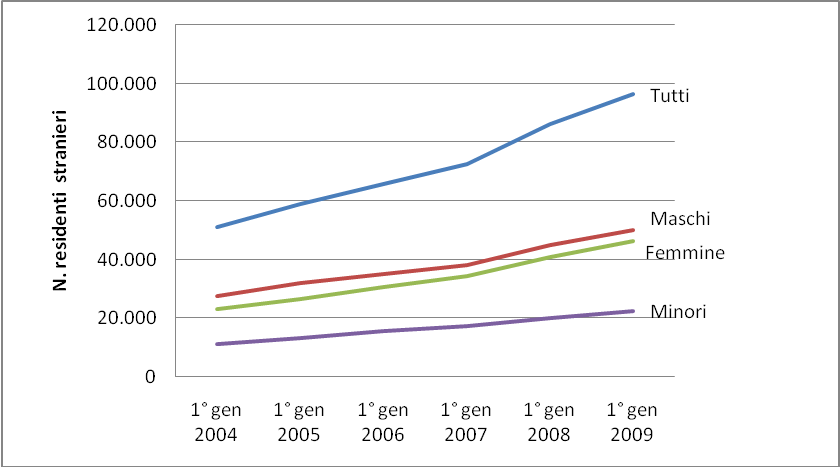 120.000
100.000
80.000
60.000
40.000
20.000
0
N. residenti stranieri
Tutti
Maschi
Femmine
Minori
1° gen 2004
1° gen 2005
1° gen 2006
1° gen 2007
1° gen 2008
1° gen 2009